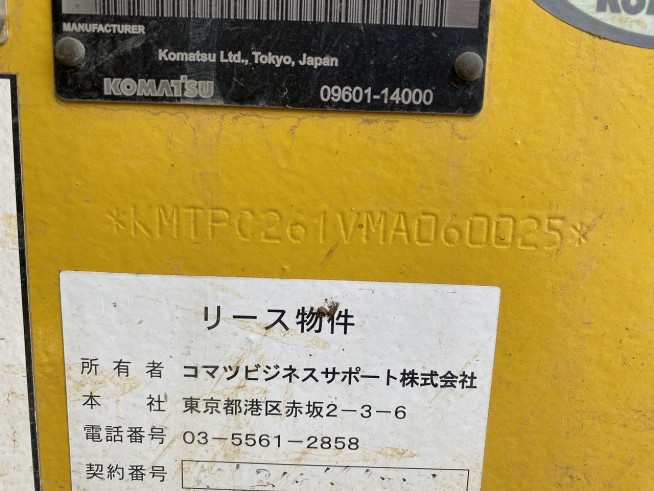 MANUFACTURER
Komatsu Ltd., Tokyo, Japan
KOMATSU 09601-14000
*KMTPC261VMA060025*
リース物件
所有者 コマツビジネスサポート株式会社
本社 東京都港区赤坂2-3-6
電話番号 03-5561-2858
契約番号